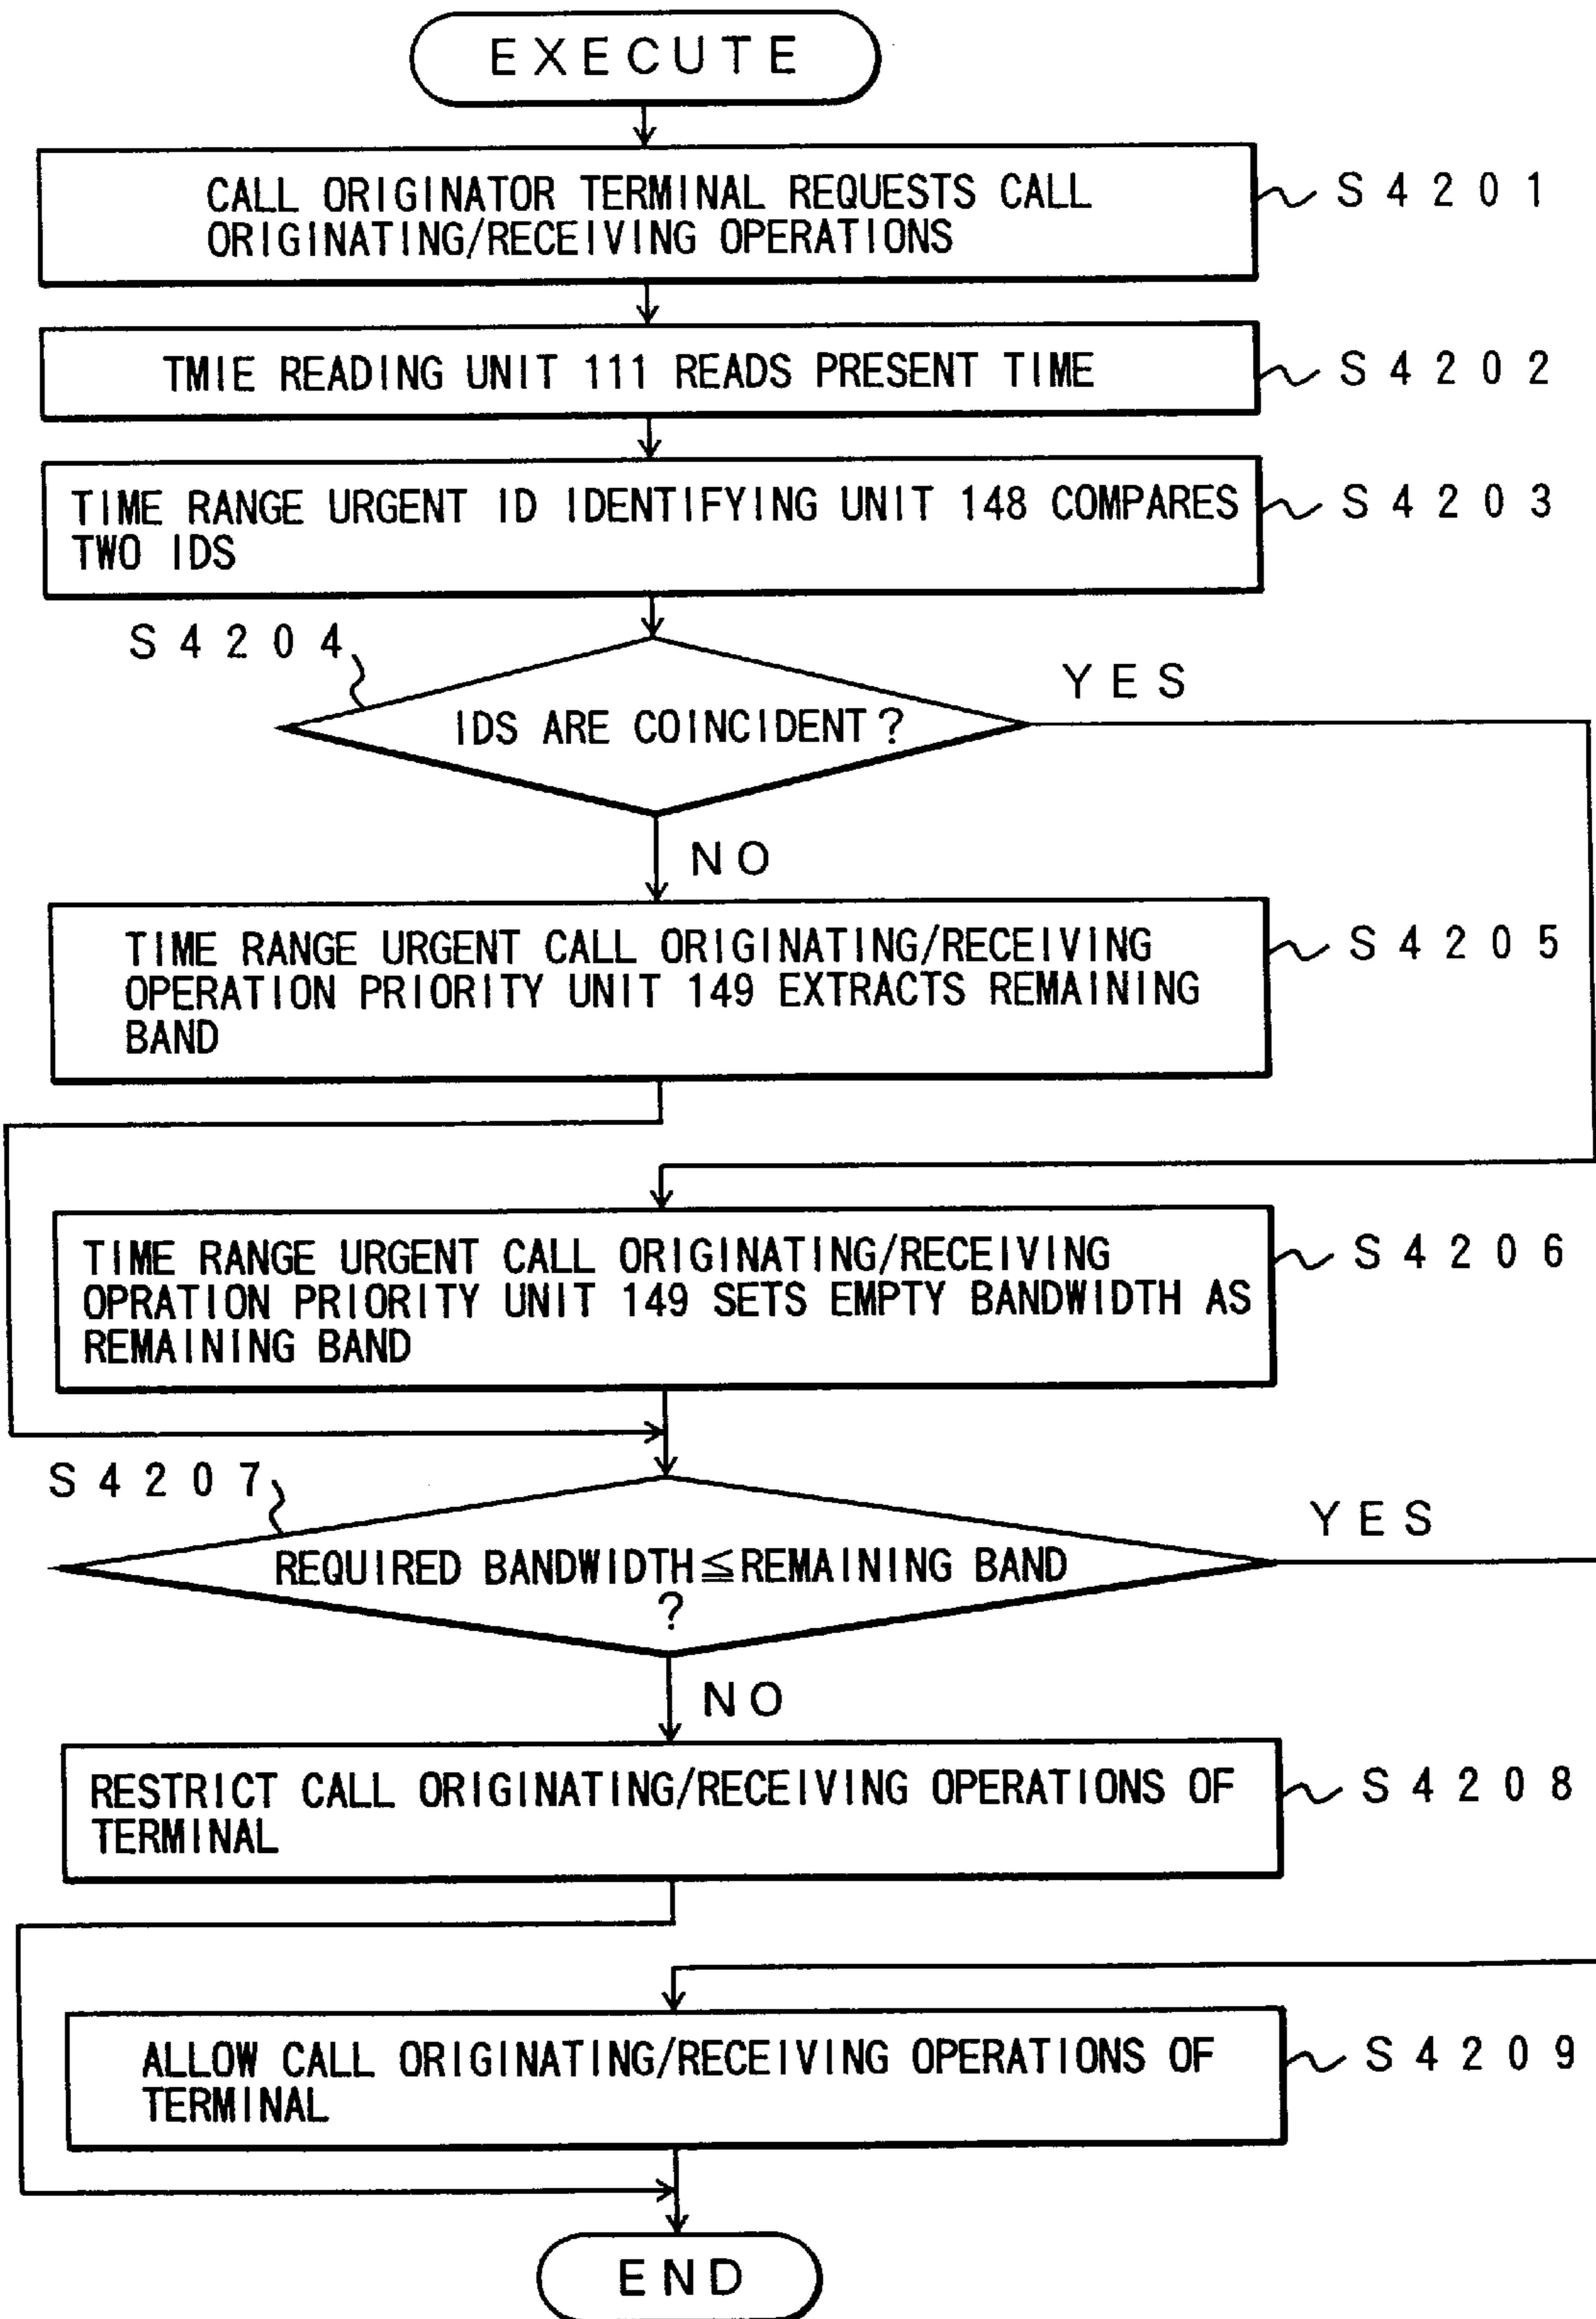 EXECUTE
CALL ORIGINATOR TERMINAL REQUESTS CALL
ORIGINATING/RECEIVING OPERATIONS
S4201
TMIE READING UNIT 111 READS PRESENT TIME
S4202
TIME RANGE URGENT ID IDENTIFYING UNIT 148 COMPARES
TWO IDS
S4203
S4204
IDS ARE COINCIDENT?
YES
NO
TIME RANGE URGENT CALL ORIGINATING/RECEIVING
OPERATION PRIORITY UNIT 149 EXTRACTS REMAINING
BAND
S4205
TIME RANGE URGENT CALL ORIGINATING/RECEIVING
OPRATION PRIORITY UNIT 149 SETS EMPTY BANDWIDTH AS
REMAINING BAND
S4206
S4207
REQUIRED BANDWIDTH≦REMAINING BAND
?
YES
NO
RESTRICT CALL ORIGINATING/RECEIVING OPERATIONS OF
TERMINAL
S4208
ALLOW CALL ORIGINATING/RECEIVING OPERATIONS OF
TERMINAL
S4209
END